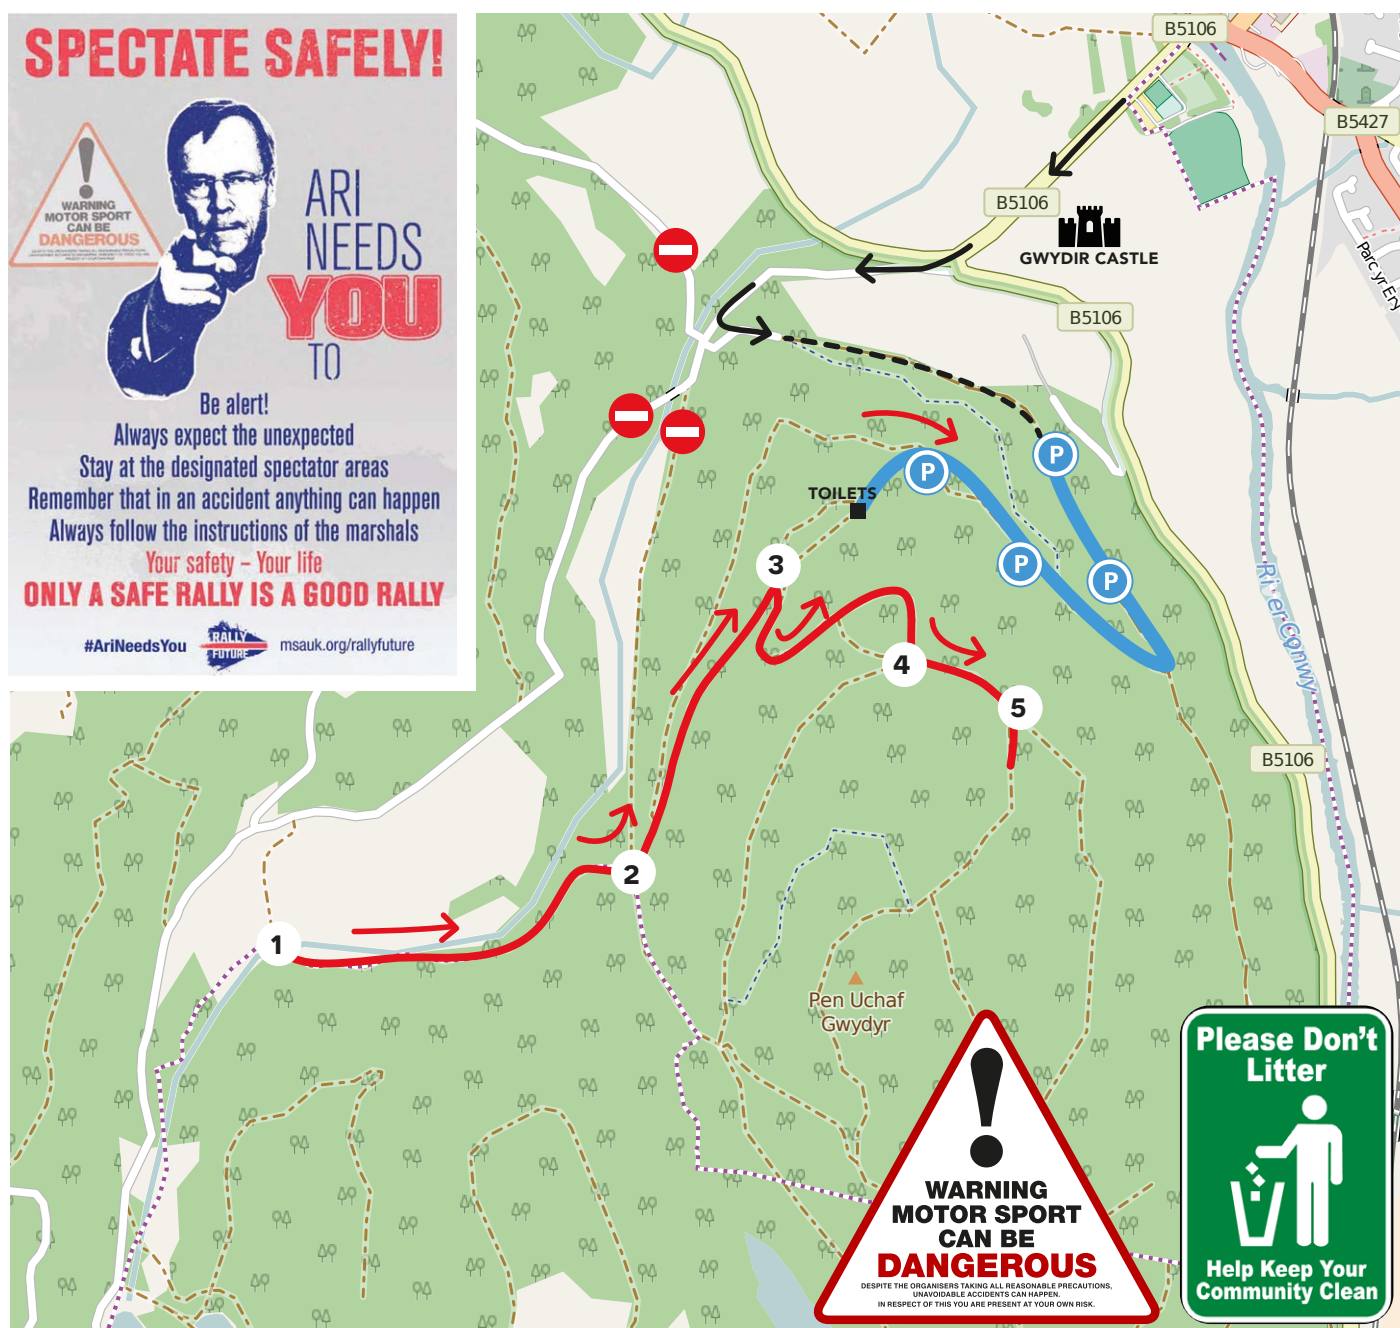 SPECTATE SAFELY!
WARNING
MOTOR SPORT
CAN BE
DANGEROUS
ARI
NEEDS
YOU
TO
Be alert!
Always expect the unexpected
Stay at the designated spectator areas
Remember that in an accident anything can happen
Always follow the instructions of the marshals
Your safety – Your life
ONLY A SAFE RALLY IS A GOOD RALLY
#AriNeedsYou
RALLY
FUTURE
msauk.org/rallyfuture
B5106
B5427
B5106
GWYDIR CASTLE
Parc yr Ery
B5106
P
P
TOILETS
3
P
P
River Conwy
4
5
B5106
2
1
Pen Uchaf
Gwydyr
WARNING
MOTOR SPORT
CAN BE
DANGEROUS
DESPITE THE ORGANISERS TAKING ALL REASONABLE PRECAUTIONS,
UNAVOIDABLE ACCIDENTS CAN HAPPEN.
IN RESPECT OF THIS YOU ARE PRESENT AT YOUR OWN RISK.
Please Don't
Litter
Help Keep Your
Community Clean